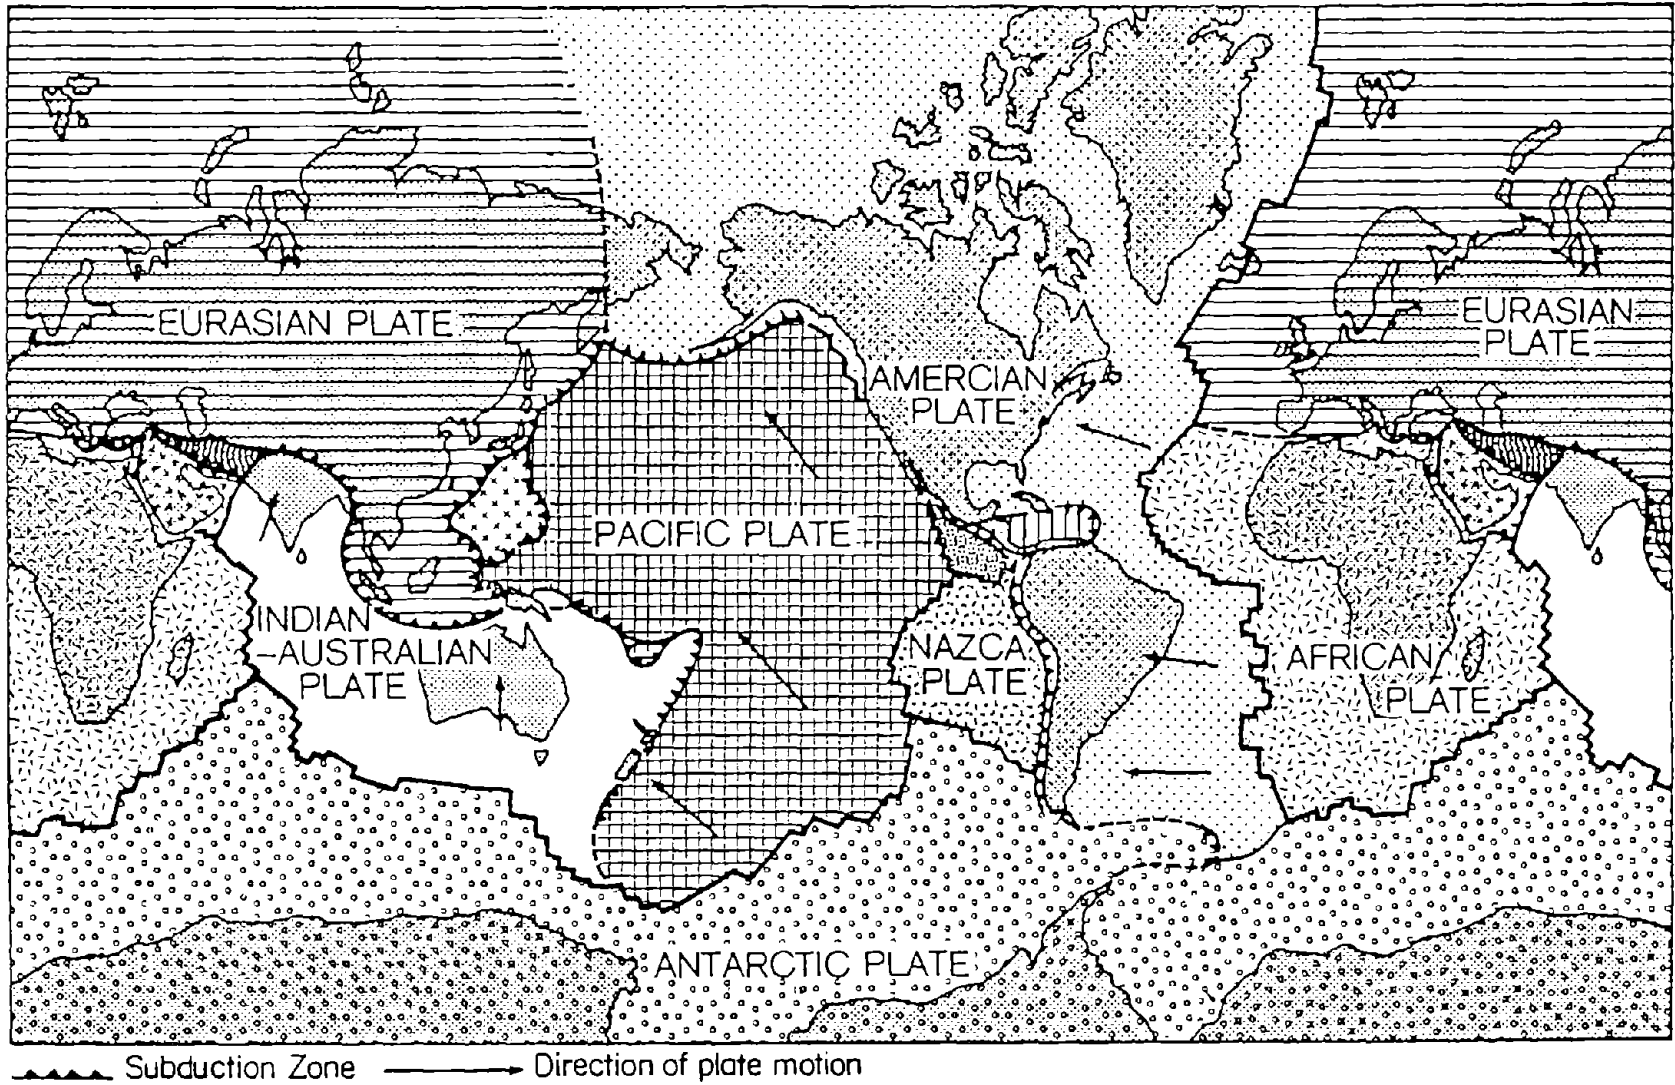 EURASIAN PLATE
EURASIAN
PLATE
AMERCIAN
PLATE
PACIFIC PLATE
INDIAN
-AUSTRALIAN
PLATE
NAZCA
PLATE
AFRICAN
PLATE
ANTARCTIC PLATE
Subduction Zone
Direction of plate motion